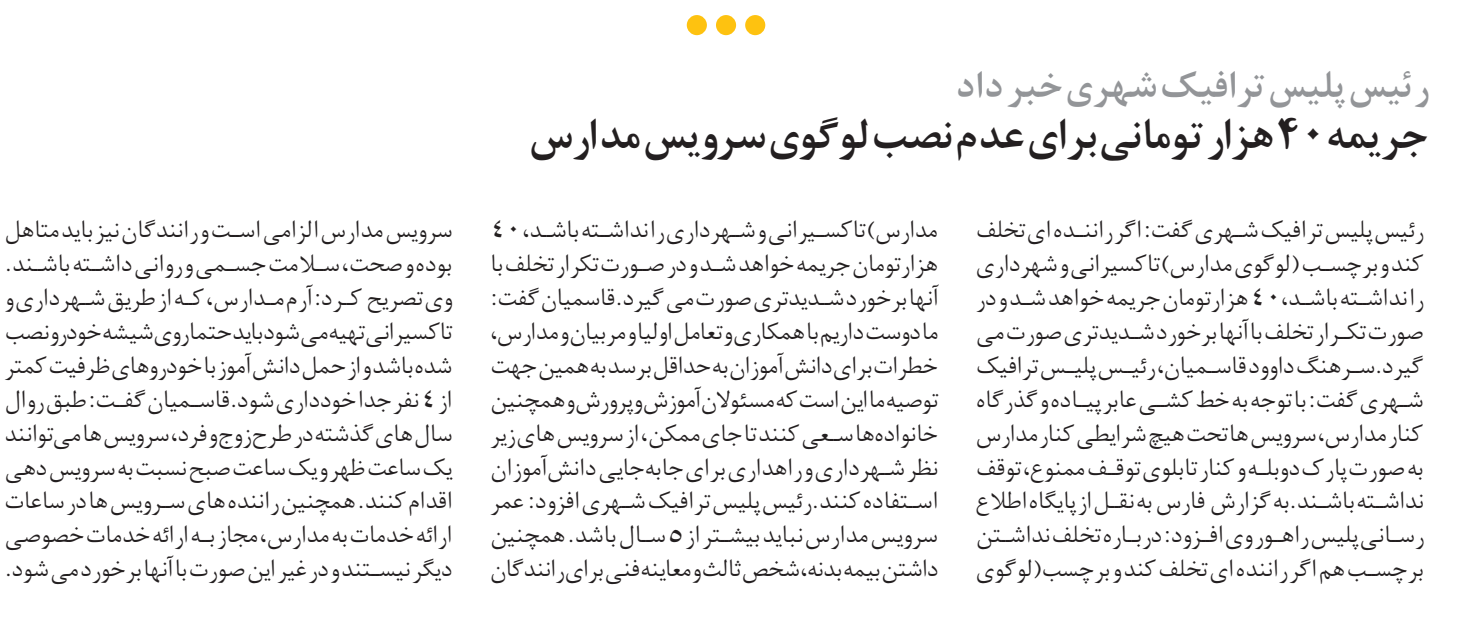 رئیس پلیس ترافیک شهری خبر داد
جریمه ۴۰ هزار تومانی برای عدم نصب لوگوی سرویس مدارس
رئیس پلیس ترافیک شهری گفت: اگر راننده ای تخلف
کند و برچسب (لوگوی مدارس) تاکسیرانی و شهرداری
را نداشته باشد، ۴۰ هزارتومان جریمه خواهد شد و در
صورت تکرار تخلف با آنها برخورد شدیدتری صورت می
گیرد. سرهنگ داوود قاسمیان، رئیس پلیس ترافیک
شهری گفت: با توجه به خط کشی عابر پیاده و گذرگاه
کنار مدارس، سرویس ها تحت هیچ شرایطی کنار مدارس
به صورت پارک دوبله و کنار تابلوی توقف ممنوع، توقف
نداشته باشند. به گزارش فارس به نقل از پایگاه اطلاع
رسانی پلیس راهور وی افزود: درباره تخلف نداشتن
برچسب هم اگر راننده ای تخلف کند و برچسب (لوگوی
مدارس) تاکسیرانی و شهرداری را نداشته باشد، ۴۰
هزارتومان جریمه خواهد شد و در صورت تکرار تخلف با
آنها برخورد شدیدتری صورت می گیرد. قاسمیان گفت:
ما دوست داریم با همکاری و تعامل اولیا و مربیان و مدارس،
خطرات برای دانش آموزان به حداقل برسد به همین جهت
توصیه ما این است که مسئولان آموزش و پرورش و همچنین
خانواده‌ها سعی کنند تا جای ممکن، از سرویس های زیر
نظر شهرداری و راهداری برای جابه جایی دانش آموزان
استفاده کنند. رئیس پلیس ترافیک شهری افزود: عمر
سرویس مدارس نباید بیشتر از ۵ سال باشد. همچنین
داشتن بیمه بدنه، شخص ثالث و معاینه فنی برای رانندگان
سرویس مدارس الزامی است و رانندگان نیز باید متاهل
بوده و صحت، سلامت جسمی و روانی داشته باشند.
وی تصریح کرد: آرم مدارس، که از طریق شهرداری و
تاکسیرانی تهیه می شود باید حتما روی شیشه خودرو نصب
شده باشد و از حمل دانش آموز با خودروهای ظرفیت کمتر
از ۴ نفر جدا خودداری شود. قاسمیان گفت: طبق روال
سال های گذشته در طرح زوج و فرد، سرویس ها می توانند
یک ساعت ظهر و یک ساعت صبح نسبت به سرویس دهی
اقدام کنند. همچنین راننده های سرویس ها در ساعات
ارائه خدمات به مدارس، مجاز به ارائه خدمات خصوصی
دیگر نیستند و در غیر این صورت با آنها برخورد می شود.